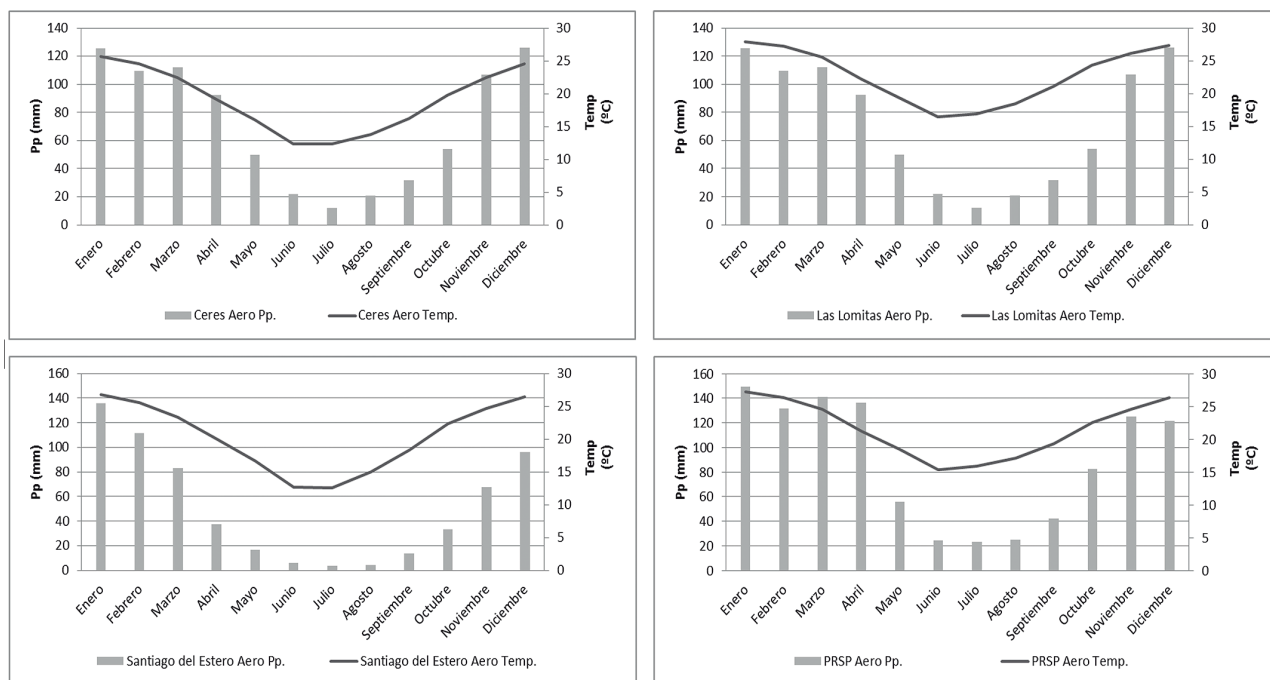 140
120
100
80
60
40
20
0
Pp (mm)
30
25
20
15
10
5
0
Temp
(ºC)
Enero
Febrero
Marzo
Abril
Mayo
Junio
Julio
Agosto
Septiembre
Octubre
Noviembre
Diciembre
Ceres Aero Pp.
Ceres Aero Temp.
140
120
100
80
60
40
20
0
Pp (mm)
30
25
20
15
10
5
0
Temp
(ºC)
Enero
Febrero
Marzo
Abril
Mayo
Junio
Julio
Agosto
Septiembre
Octubre
Noviembre
Diciembre
Las Lomitas Aero Pp.
Las Lomitas Aero Temp.
160
140
120
100
80
60
40
20
0
Pp (mm)
30
25
20
15
10
5
0
Temp
(ºC)
Enero
Febrero
Marzo
Abril
Mayo
Junio
Julio
Agosto
Septiembre
Octubre
Noviembre
Diciembre
Santiago del Estero Aero Pp.
Santiago del Estero Aero Temp.
160
140
120
100
80
60
40
20
0
Pp (mm)
30
25
20
15
10
5
0
Temp
(ºC)
Enero
Febrero
Marzo
Abril
Mayo
Junio
Julio
Agosto
Septiembre
Octubre
Noviembre
Diciembre
PRSP Aero Pp.
PRSP Aero Temp.